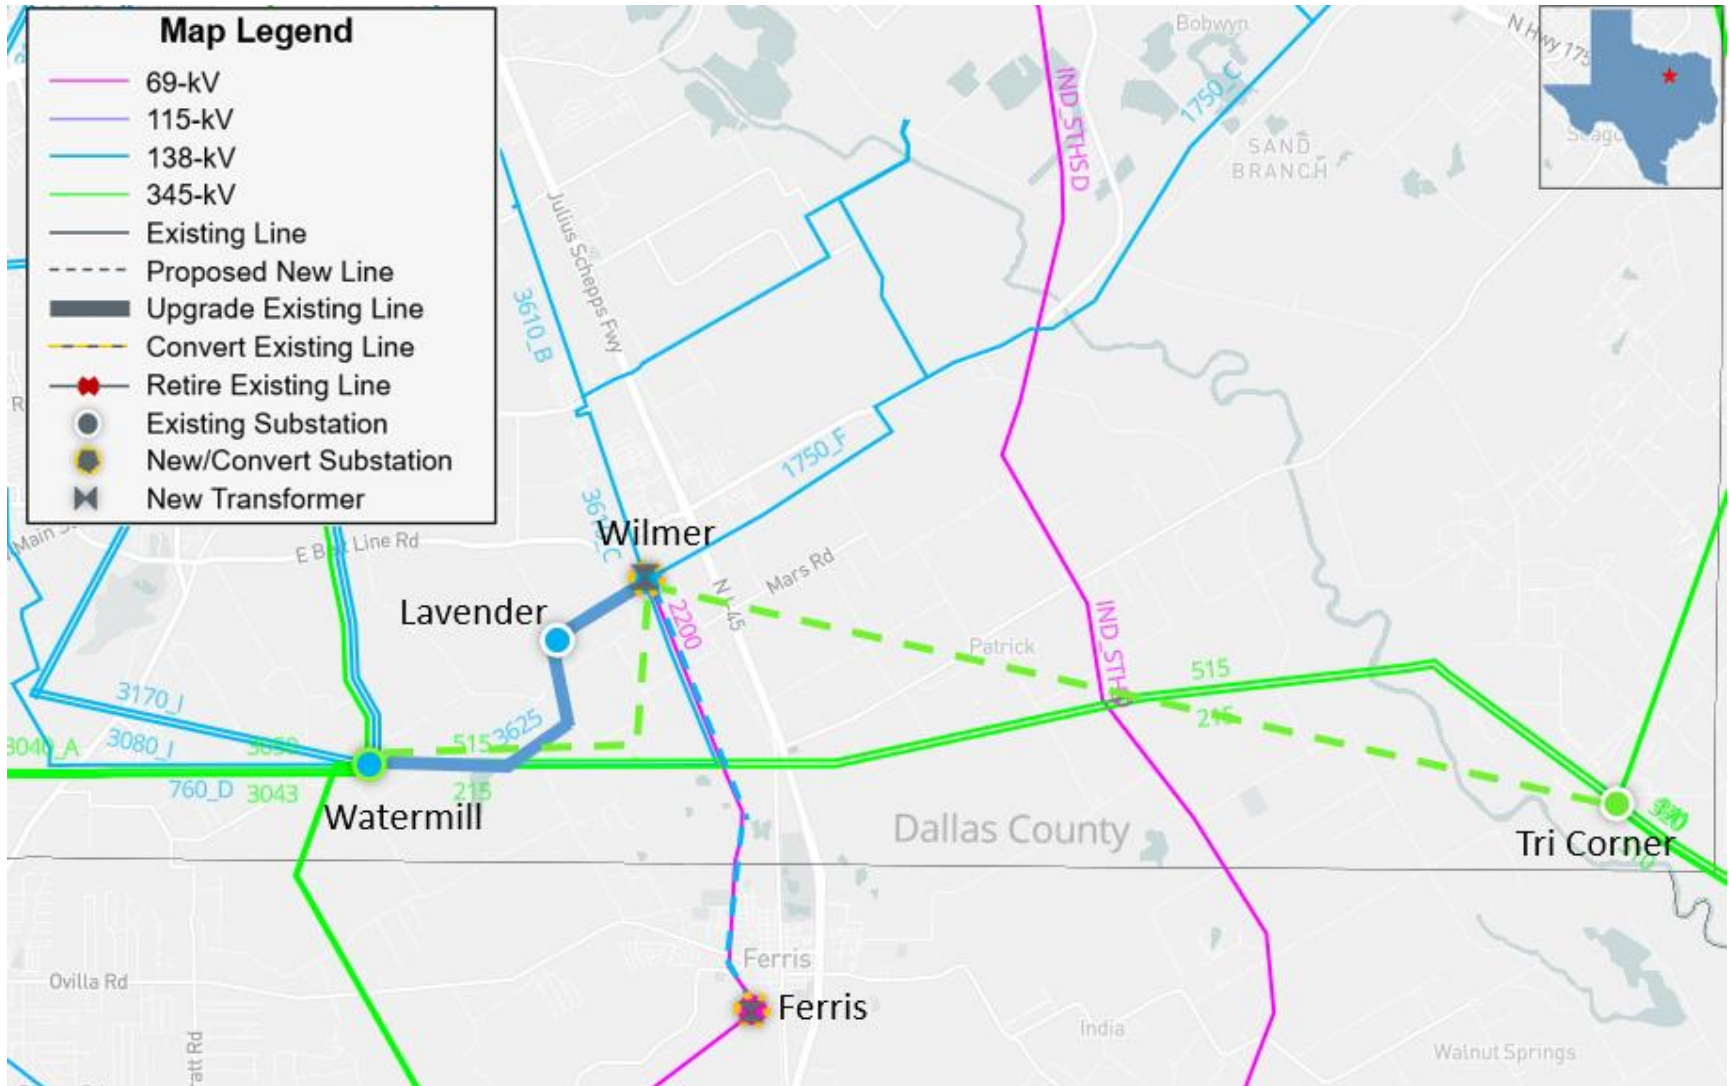 Map Legend
69-kV
115-kV
138-kV
345-kV
Existing Line
Proposed New Line
Upgrade Existing Line
Convert Existing Line
Retire Existing Line
Existing Substation
New/Convert Substation
New Transformer
Bobwyn
N Hwy 175
IND_STHSD
1750_C
SAND
BRANCH
Julius Schepps Fwy
3610_B
1750_F
Main
E Belt Line Rd
Wilmer
Mars Rd
N I-45
Lavender
2200
Patrick
515
215
3170_I
3080_I
3040_A
515
3625
760_D
3043
215
Watermill
Dallas County
Tri Corner
Ovilla Rd
Ferris
Ferris
India
Walnut Springs